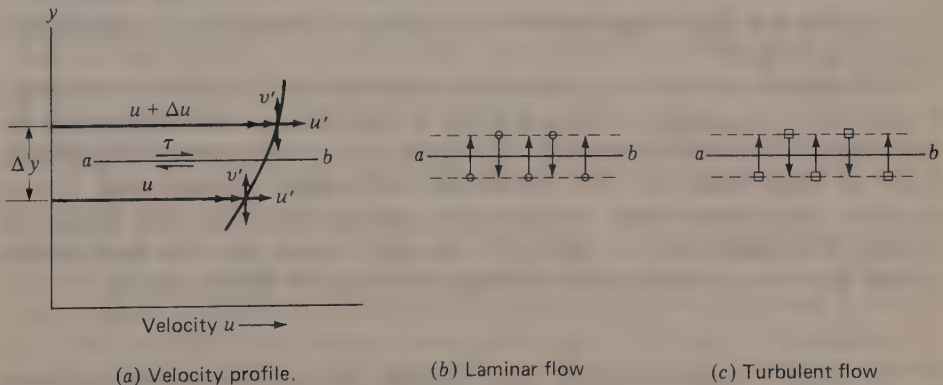 y
u + Δu
v′
u′
τ
a
b
Δy
v′
u
u′
Velocity u
a
b
a
b
(a) Velocity profile.
(b) Laminar flow
(c) Turbulent flow